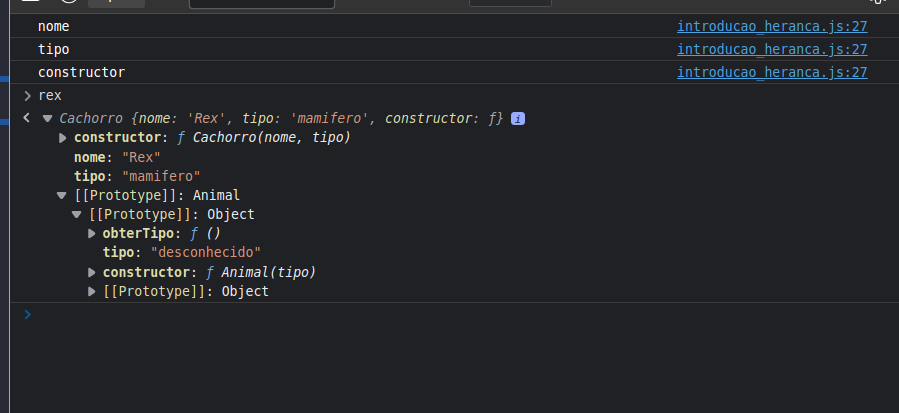 nome introducao_heranca.js:27
tipo introducao_heranca.js:27
constructor introducao_heranca.js:27
> rex
< ▼ Cachorro {nome: 'Rex', tipo: 'mamifero', constructor: ƒ} i
▶ constructor: ƒ Cachorro(nome, tipo)
nome: "Rex"
tipo: "mamifero"
▼ [[Prototype]]: Animal
▼ [[Prototype]]: Object
▶ obterTipo: ƒ ()
tipo: "desconhecido"
▶ constructor: ƒ Animal(tipo)
▶ [[Prototype]]: Object
>